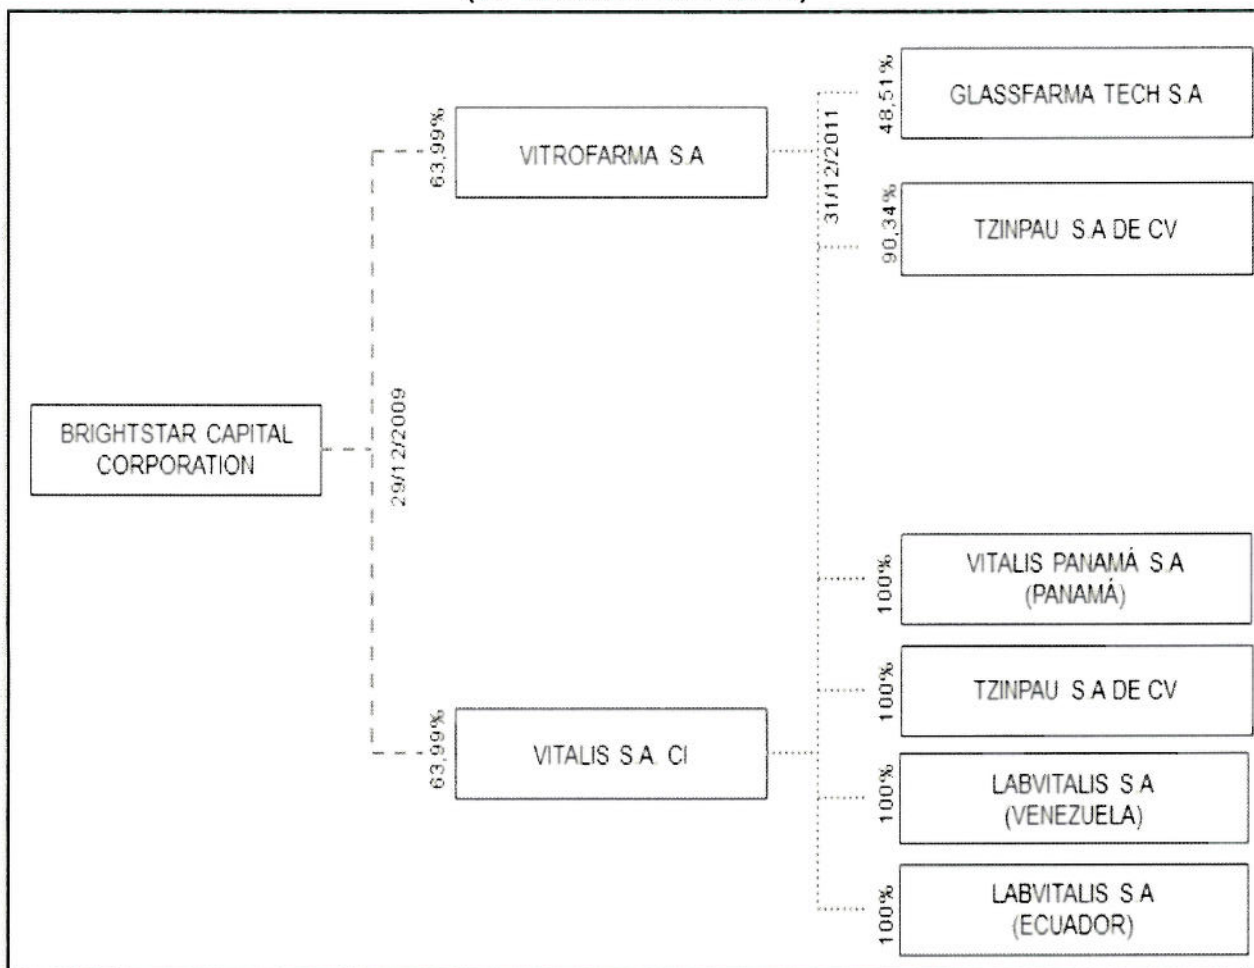 48,51%
GLASSFARMA TECH S.A
63,99%
VITROFARMA S.A
31/12/2011
90,34%
TZINPAU S.A DE CV
BRIGHTSTAR CAPITAL
CORPORATION
29/12/2009
100%
VITALIS PANAMÁ S.A
(PANAMÁ)
100%
TZINPAU S.A DE CV
63,99%
VITALIS S.A. CI
100%
LABVITALIS S.A
(VENEZUELA)
100%
LABVITALIS S.A
(ECUADOR)